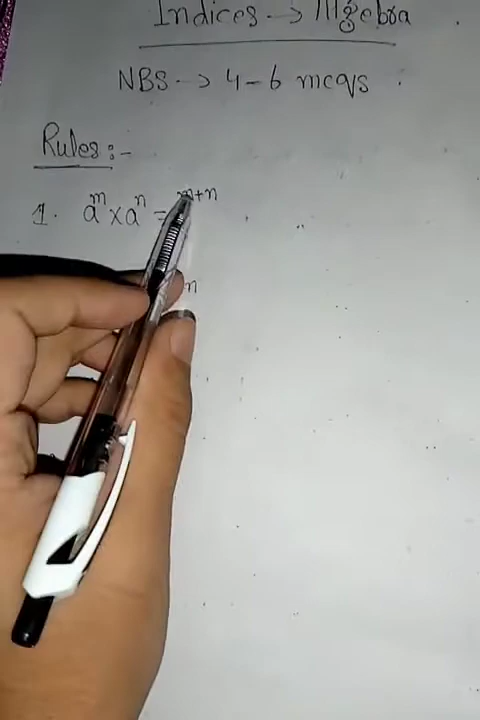 Indices -> Algebra
NBS -> 4-6 mcqs
Rules:-
1. a^m x a^n = m+n
n